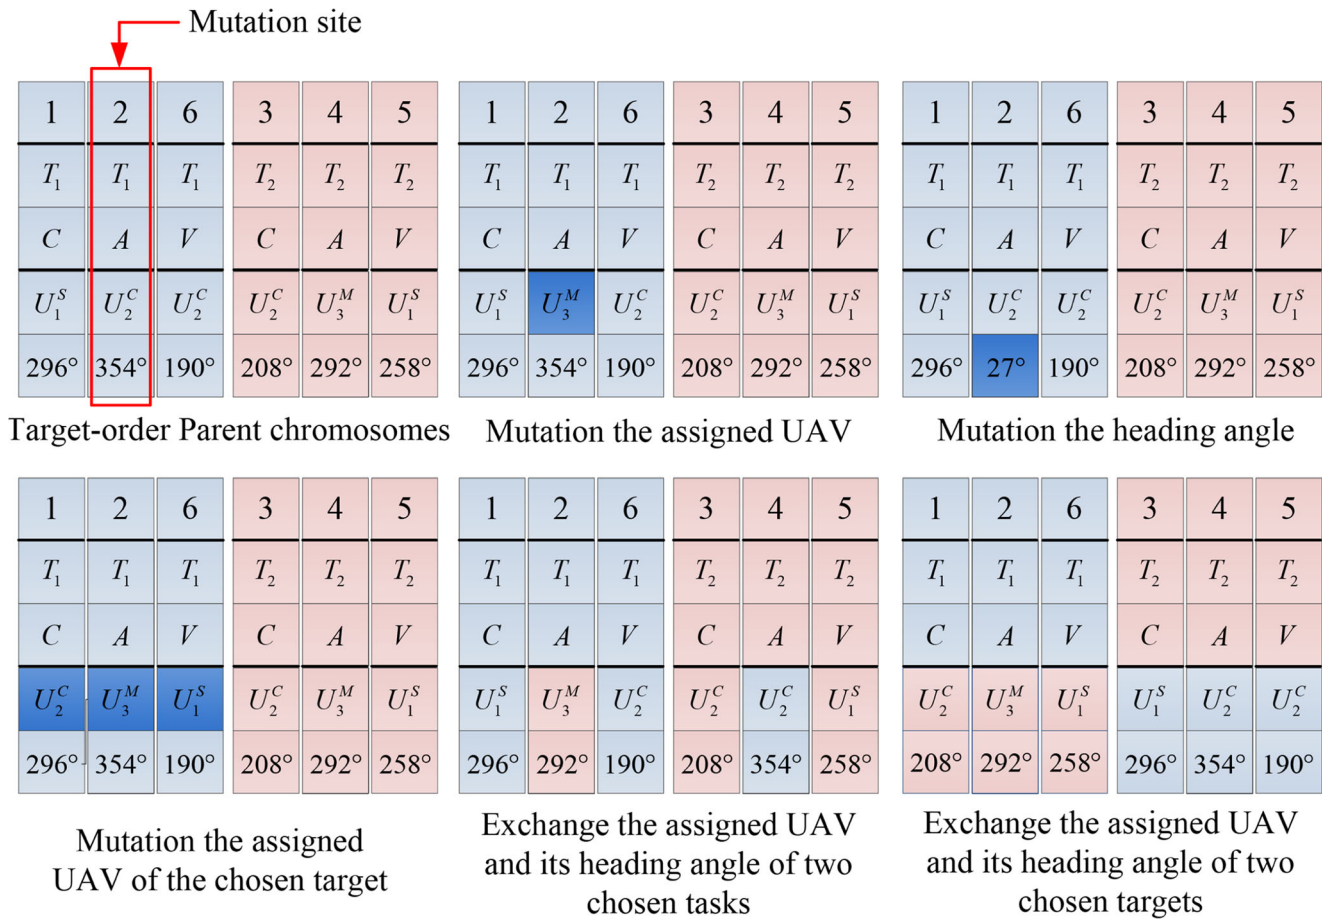 Mutation site
1 2 6 3 4 5 1 2 6 3 4 5 1 2 6 3 4 5
T₁ T₁ T₁ T₂ T₂ T₂ T₁ T₁ T₁ T₂ T₂ T₂ T₁ T₁ T₁ T₂ T₂ T₂
C A V C A V C A V C A V C A V C A V
U₁ˢ U₂ᶜ U₂ᶜ U₂ᶜ U₃ᴹ U₁ˢ U₁ˢ U₃ᴹ U₂ᶜ U₂ᶜ U₃ᴹ U₁ˢ U₁ˢ U₂ᶜ U₂ᶜ U₂ᶜ U₃ᴹ U₁ˢ
296° 354° 190° 208° 292° 258° 296° 354° 190° 208° 292° 258° 296° 27° 190° 208° 292° 258°
Target-order Parent chromosomes
Mutation the assigned UAV
Mutation the heading angle
1 2 6 3 4 5 1 2 6 3 4 5 1 2 6 3 4 5
T₁ T₁ T₁ T₂ T₂ T₂ T₁ T₁ T₁ T₂ T₂ T₂ T₁ T₁ T₁ T₂ T₂ T₂
C A V C A V C A V C A V C A V C A V
U₂ᶜ U₃ᴹ U₁ˢ U₂ᶜ U₃ᴹ U₁ˢ U₁ˢ U₃ᴹ U₂ᶜ U₂ᶜ U₂ᶜ U₁ˢ U₂ᶜ U₃ᴹ U₁ˢ U₁ˢ U₂ᶜ U₂ᶜ
296° 354° 190° 208° 292° 258° 296° 292° 190° 208° 354° 258° 208° 292° 258° 296° 354° 190°
Mutation the assigned
UAV of the chosen target
Exchange the assigned UAV
and its heading angle of two
chosen tasks
Exchange the assigned UAV
and its heading angle of two
chosen targets